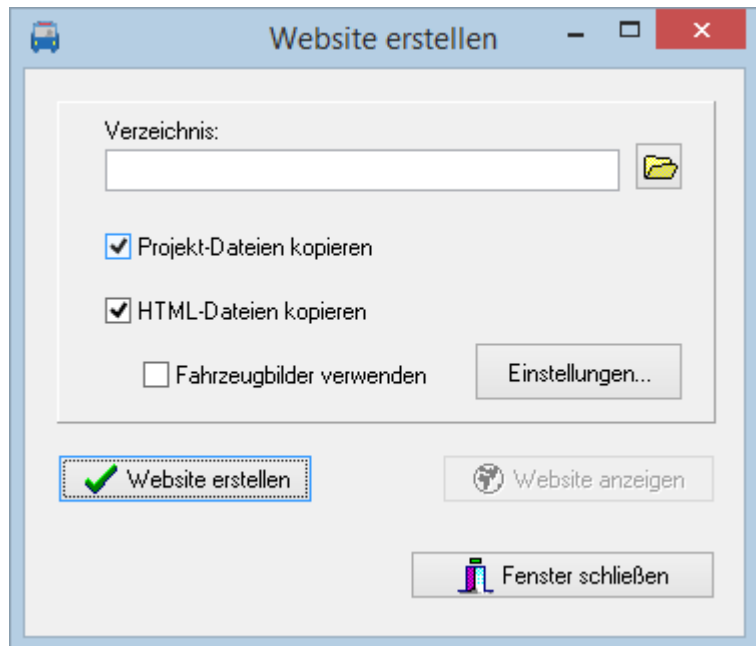 Website erstellen
Verzeichnis:
Projekt-Dateien kopieren
HTML-Dateien kopieren
Fahrzeugbilder verwenden
Einstellungen...
Website erstellen
Website anzeigen
Fenster schließen